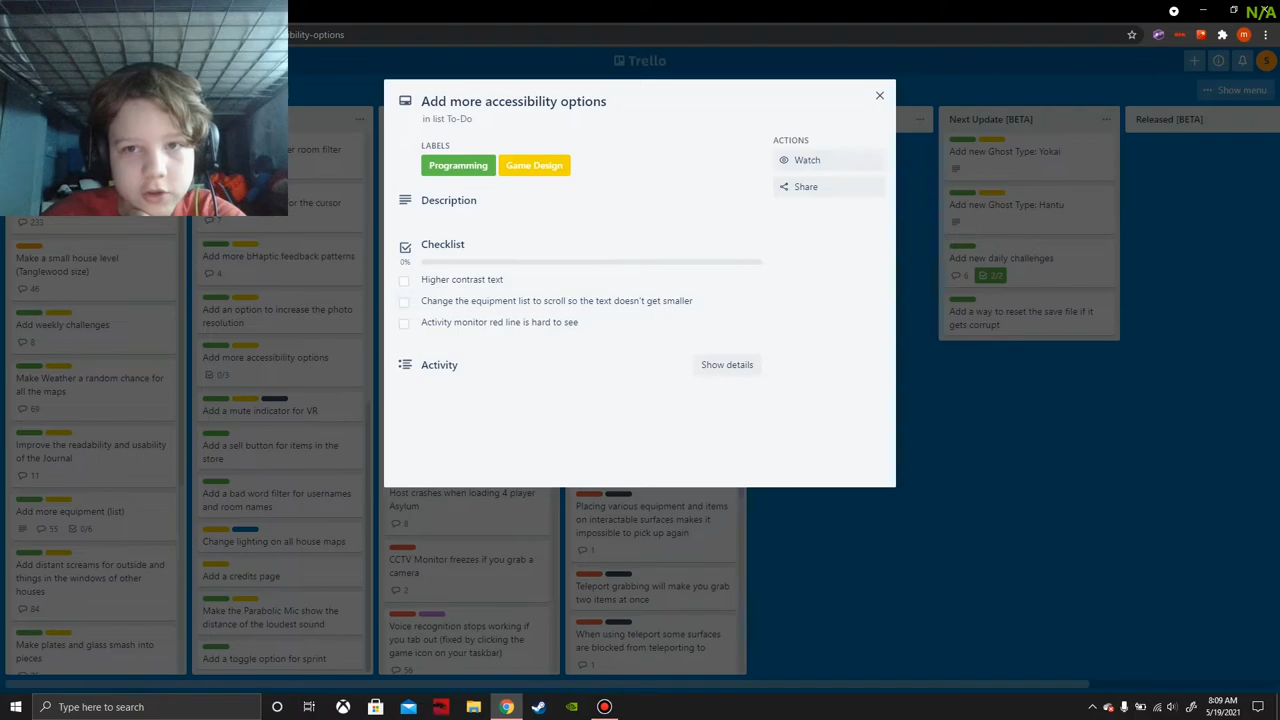 N/A
bility-options
m
Trello
S
Show menu
er room filter
or the cursor
7
233
Make a small house level
(Tanglewood size)
46
Add weekly challenges
8
Make Weather a random chance for
all the maps
69
Improve the readability and usability
of the Journal
11
Add more equipment (list)
55 0/6
Add distant screams for outside and
things in the windows of other
houses
84
Make plates and glass smash into
pieces
Add more bHaptic feedback patterns
4
Add an option to increase the photo
resolution
Add more accessibility options
0/3
Add a mute indicator for VR
Add a sell button for items in the
store
Add a bad word filter for usernames
and room names
Change lighting on all house maps
Add a credits page
Make the Parabolic Mic show the
distance of the loudest sound
Add a toggle option for sprint
Add more accessibility options
in list To-Do
LABELS
Programming Game Design
Description
Checklist
0%
Higher contrast text
Change the equipment list to scroll so the text doesn't get smaller
Activity monitor red line is hard to see
Activity
Show details
ACTIONS
Watch
Share
Host crashes when loading 4 player
Asylum
8
CCTV Monitor freezes if you grab a
camera
2
Voice recognition stops working if
you tab out (fixed by clicking the
game icon on your taskbar)
56
Placing various equipment and items
on interactable surfaces makes it
impossible to pick up again
1
Teleport grabbing will make you grab
two items at once
When using teleport some surfaces
are blocked from teleporting to
1
Next Update [BETA]
Add new Ghost Type: Yokai
Add new Ghost Type: Hantu
Add new daily challenges
6 2/2
Add a way to reset the save file if it
gets corrupt
Released [BETA]
Type here to search
8:09 AM
5/19/2021